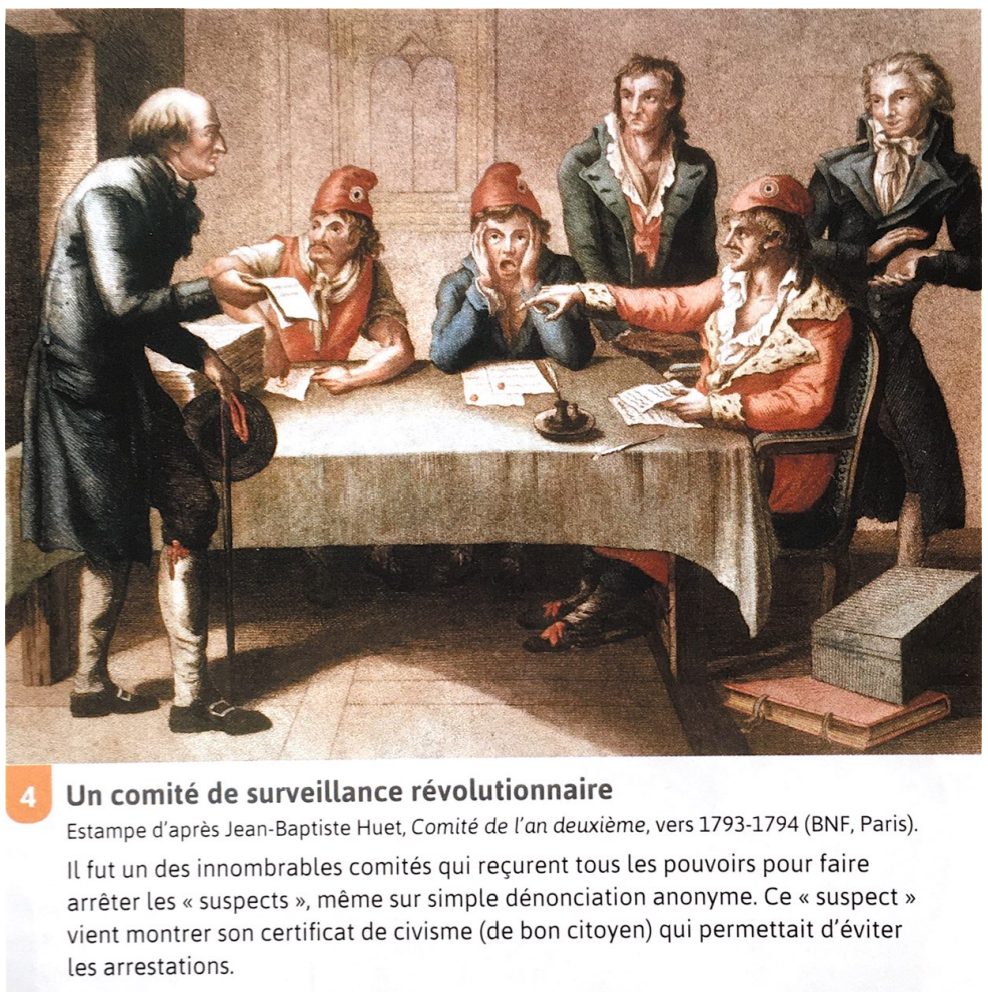 4 Un comité de surveillance révolutionnaire
Estampe d'après Jean-Baptiste Huet, Comité de l'an deuxième, vers 1793-1794 (BNF, Paris).
Il fut un des innombrables comités qui reçurent tous les pouvoirs pour faire
arrêter les « suspects », même sur simple dénonciation anonyme. Ce « suspect »
vient montrer son certificat de civisme (de bon citoyen) qui permettait d'éviter
les arrestations.